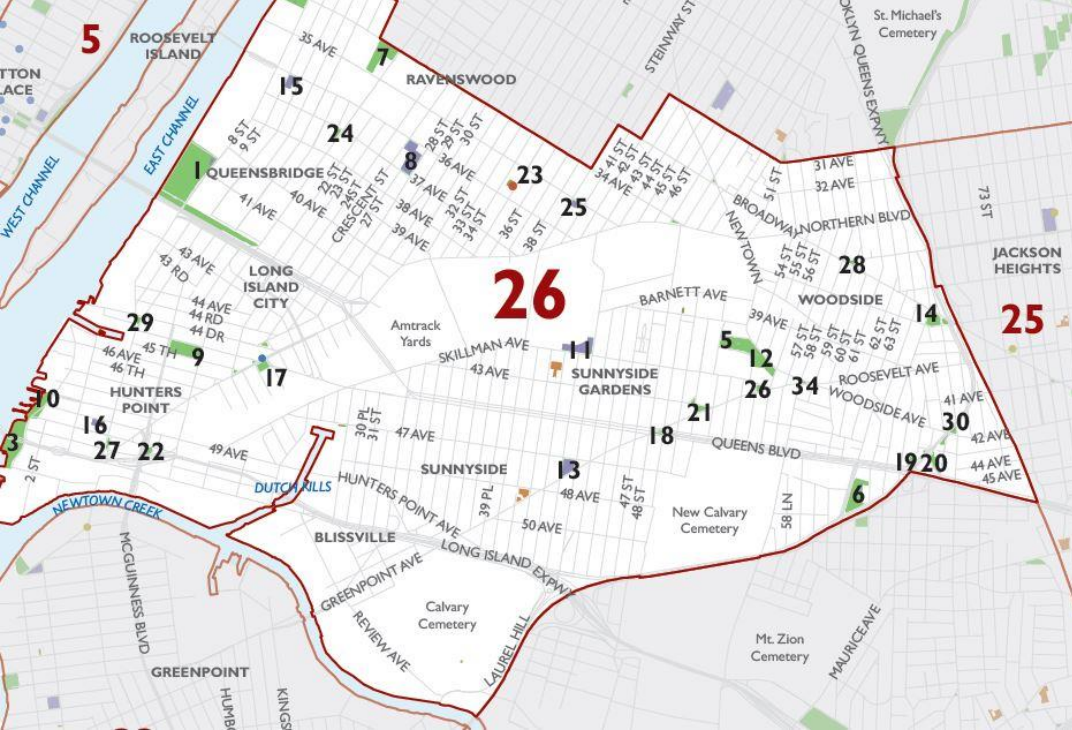 5
ROOSEVELT
ISLAND
TTON
LACE
WEST CHANNEL
EAST CHANNEL
35 AVE
7
RAVENSWOOD
STEINWAY ST
OKLYN QUEENS EXPWY
St. Michael's
Cemetery
15
24
8 ST
9 ST
8
28 ST
29 ST
30 ST
36 AVE
37 AVE
38 AVE
39 AVE
23
25
41 ST
42 ST
43 ST
44 ST
45 ST
46 ST
34 AVE
31 AVE
32 AVE
51 ST
73 ST
1
QUEENSBRIDGE
22 ST
23 ST
24 ST
CRESCENT ST
27 ST
40 AVE
41 AVE
32 ST
33 ST
34 ST
36 ST
38 ST
BROADWAY
NORTHERN BLVD
NEWTOWN
54 ST
55 ST
56 ST
28
JACKSON
HEIGHTS
43 AVE
43 RD
LONG
ISLAND
CITY
26
BARNETT AVE
WOODSIDE
14
25
44 AVE
44 RD
44 DR
29
45 TH
46 AVE
46 TH
9
17
Amtrack
Yards
SKILLMAN AVE
43 AVE
11
SUNNYSIDE
GARDENS
39 AVE
5
12
57 ST
58 ST
59 ST
60 ST
61 ST
62 ST
63 ST
26
34
ROOSEVELT AVE
WOODSIDE AVE
41 AVE
30
42 AVE
44 AVE
45 AVE
10
HUNTERS
POINT
16
27
22
3
2 ST
49 AVE
30 PL
31 ST
47 AVE
21
18
QUEENS BLVD
19
20
SUNNYSIDE
13
48 AVE
47 ST
48 ST
39 PL
50 AVE
58 LN
6
New Calvary
Cemetery
DUTCH KILLS
HUNTERS POINT AVE
NEWTOWN CREEK
BLISSVILLE
LONG ISLAND EXPWY
GREENPOINT AVE
MCGUINNESS BLVD
REVIEW AVE
Calvary
Cemetery
LAUREL HILL
Mt. Zion
Cemetery
MAURICE AVE
GREENPOINT
HUMB
KINGS